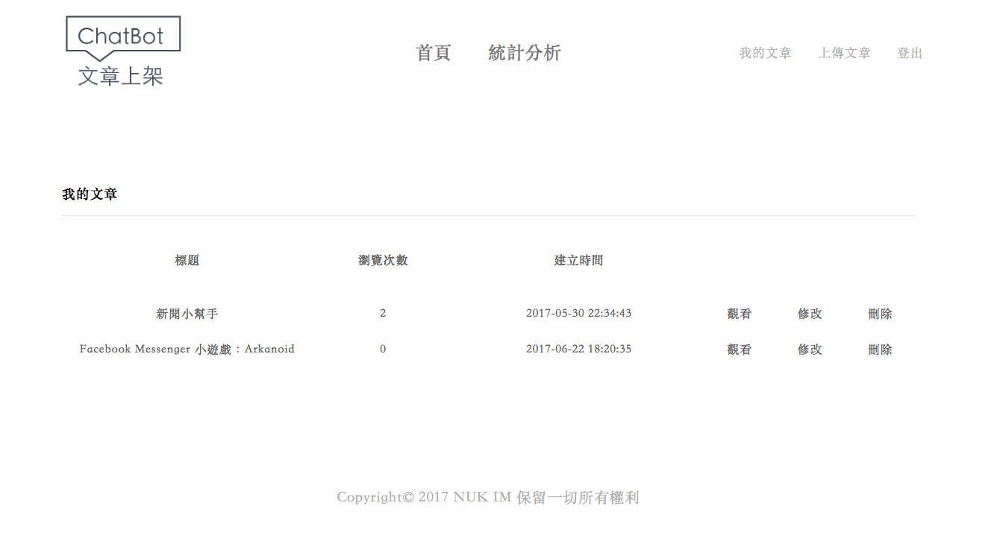 ChatBot
文章上架
首頁 統計分析
我的文章 上傳文章 登出
我的文章
標題 瀏覽次數 建立時間
新聞小幫手 2 2017-05-30 22:34:43 觀看 修改 刪除
Facebook Messenger 小遊戲：Arkanoid 0 2017-06-22 18:20:35 觀看 修改 刪除
Copyright© 2017 NUK IM 保留一切所有權利